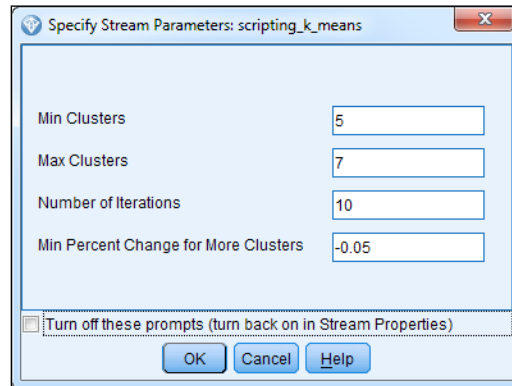 Specify Stream Parameters: scripting_k_means
Min Clusters 5
Max Clusters 7
Number of Iterations 10
Min Percent Change for More Clusters -0.05
Turn off these prompts (turn back on in Stream Properties)
OK Cancel Help